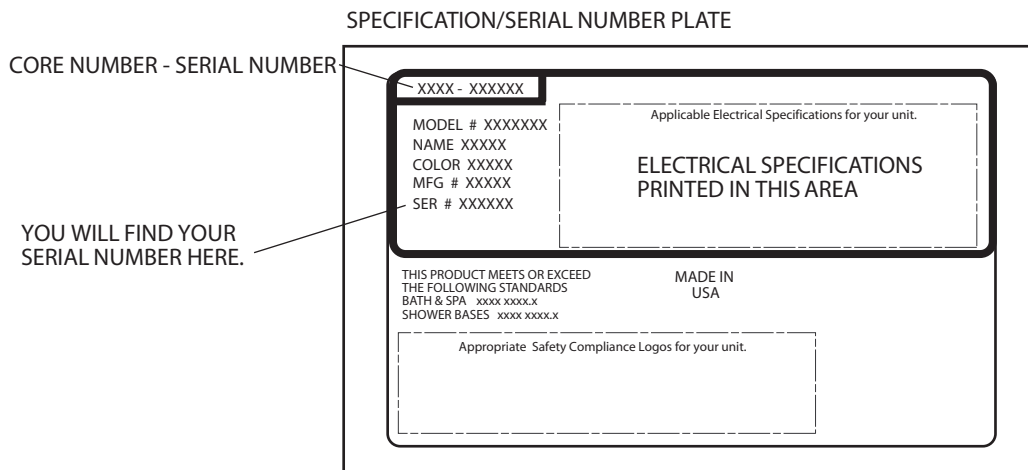 SPECIFICATION/SERIAL NUMBER PLATE
CORE NUMBER - SERIAL NUMBER
XXXX - XXXXXX
MODEL # XXXXXXX
NAME XXXXX
COLOR XXXXX
MFG # XXXXX
SER # XXXXXX
Applicable Electrical Specifications for your unit.
ELECTRICAL SPECIFICATIONS
PRINTED IN THIS AREA
YOU WILL FIND YOUR
SERIAL NUMBER HERE.
THIS PRODUCT MEETS OR EXCEED
THE FOLLOWING STANDARDS
BATH & SPA xxxx xxxx.x
SHOWER BASES xxxx xxxx.x
MADE IN
USA
Appropriate Safety Compliance Logos for your unit.